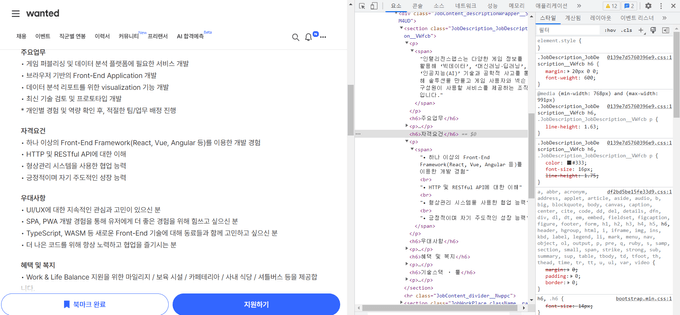 wanted
채용 이벤트 직군별 연봉 이력서 커뮤니티 New 프리랜서 AI 합격예측 Beta
주요업무
• 게임 퍼블리싱 및 데이터 분석 플랫폼에 필요한 서비스 개발
• 브라우저 기반의 Front-End Application 개발
• 데이터 분석 리포트를 위한 visualization 기능 개발
• 최신 기술 검토 및 프로토타입 개발
* 개인별 경험 및 역량 확인 후, 적절한 팀/업무 배정 진행
자격요건
• 하나 이상의 Front-End Framework(React, Vue, Angular 등)를 이용한 개발 경험
• HTTP 및 RESTful API에 대한 이해
• 형상관리 시스템을 사용한 협업 능력
• 긍정적이며 자기 주도적인 성장 능력
우대사항
• UI/UX에 대한 지속적인 관심과 고민이 있으신 분
• SPA, PWA 개발 경험을 통해 유저에게 더 좋은 경험을 위해 힘쓰고 싶으신 분
• TypeScript, WASM 등 새로운 Front-End 기술에 대해 동료들과 함께 고민하고 싶으신 분
• 더 나은 코드를 위해 항상 노력하고 협업을 즐기시는 분
혜택 및 복지
• Work & Life Balance 지원을 위한 마일리지 / 보육 시설 / 카페테리아 / 사내 식당 / 셔틀버스 등을 제공합
니다
북마크 완료
지원하기
요소 콘솔 소스 네트워크 성능 메모리 애플리케이션 » 12 2
<div class="JobContent_descriptionWrapper__
<section class="JobDescription_JobDescription__VWfcb">
<p>
<span>
"인텔리전스랩스는 다양한 게임 정보를
활용해 '빅데이터', '머신러닝·딥러닝',
'인공지능(AI)' 기술과 공학적 사고를 통
해 솔루션을 만들고 게임 사용자와 넥슨
구성원이 사용할 서비스를 제공하는 조직
입니다."
</span>
</p>
<h6>주요업무</h6>
<p>…</p>
<h6>자격요건</h6> == $0
<p>
<span>
"• 하나 이상의 Front-End
Framework(React, Vue, Angular 등)를
이용한 개발 경험"
<br>
"• HTTP 및 RESTful API에 대한 이해"
<br>
"• 형상관리 시스템을 사용한 협업 능력"
<br>
"• 긍정적이며 자기 주도적인 성장 능력"
</span>
</p>
<h6>우대사항</h6>
<p>…</p>
<h6>혜택 및 복지</h6>
<p>…</p>
<h6>기술스택 ・ 툴</h6>
<p>…</p>
</section>
<hr class="JobContent_divider__
스타일 계산됨 레이아웃 이벤트 리스너 »
필터 :hov .cls
element.style {
}
.JobDescription_JobDescription__VWfcb h6 {
margin: 20px 0 0;
font-weight: 600;
}
@media (min-width: 768px) and (max-width: 991px)
.JobDescription_JobDescription__VWfcb h6, .JobDescription_JobDescription__VWfcb p {
line-height: 1.63;
}
.JobDescription_JobDescription__VWfcb h6, .JobDescription_JobDescription__VWfcb p {
color: #333;
font-size: 16px;
line-height: 1.75;
}
a, abbr, acronym,
address, applet, article, aside, audio, b,
big, blockquote, body, canvas, caption,
center, cite, code, dd, del, details, dfn,
div, dl, dt, em, embed, fieldset, figcaption,
figure, footer, form, h1, h2, h3, h4, h5, h6,
header, hgroup, html, i, iframe, img, ins,
kbd, label, legend, li, mark, menu, nav,
object, ol, output, p, pre, q, ruby, s, samp,
section, small, span, strike, strong, sub,
summary, sup, table, tbody, td, tfoot, th,
thead, time, tr, tt, u, ul, var, video {
margin: 0;
padding: 0;
border: 0;
}
h6, .h6 {
bootstrap.min.css
font-size: 14px;